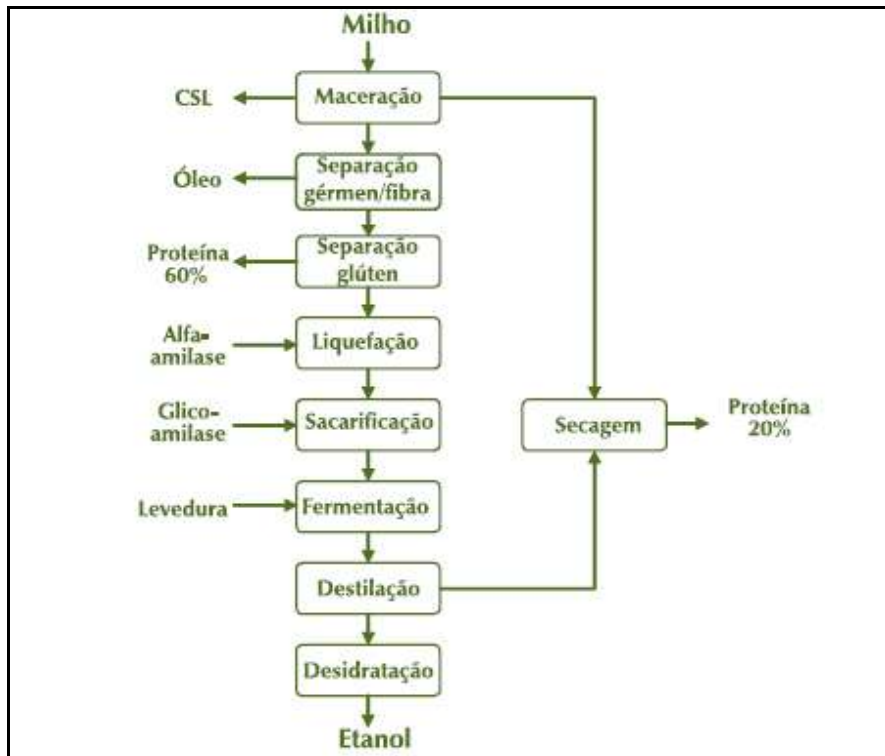 Milho
CSL
Maceração
Óleo
Separação
gérmen/fibra
Proteína
60%
Separação
glúten
Alfa-
amilase
Liquefação
Glico-
amilase
Sacarificação
Secagem
Proteína
20%
Levedura
Fermentação
Destilação
Desidratação
Etanol